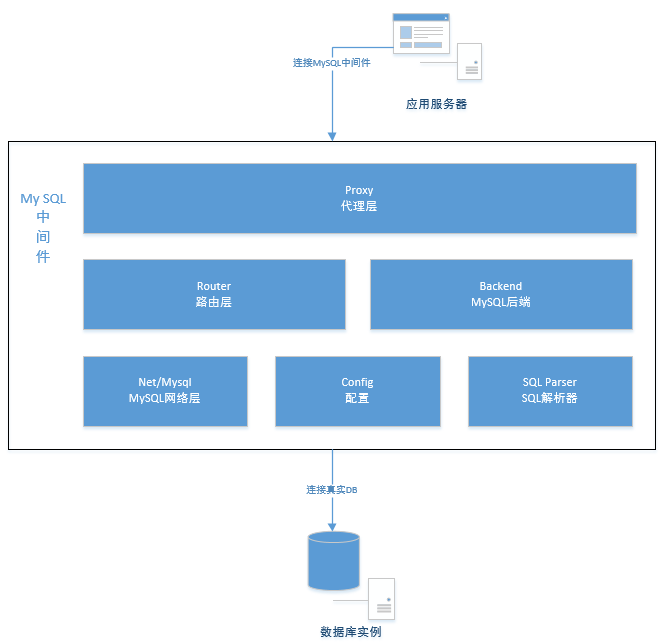 连接MySQL中间件
应用服务器
My SQL
中
间
件
Proxy
代理层
Router
路由层
Backend
MySQL后端
Net/Mysql
MySQL网络层
Config
配置
SQL Parser
SQL解析器
连接真实DB
数据库实例